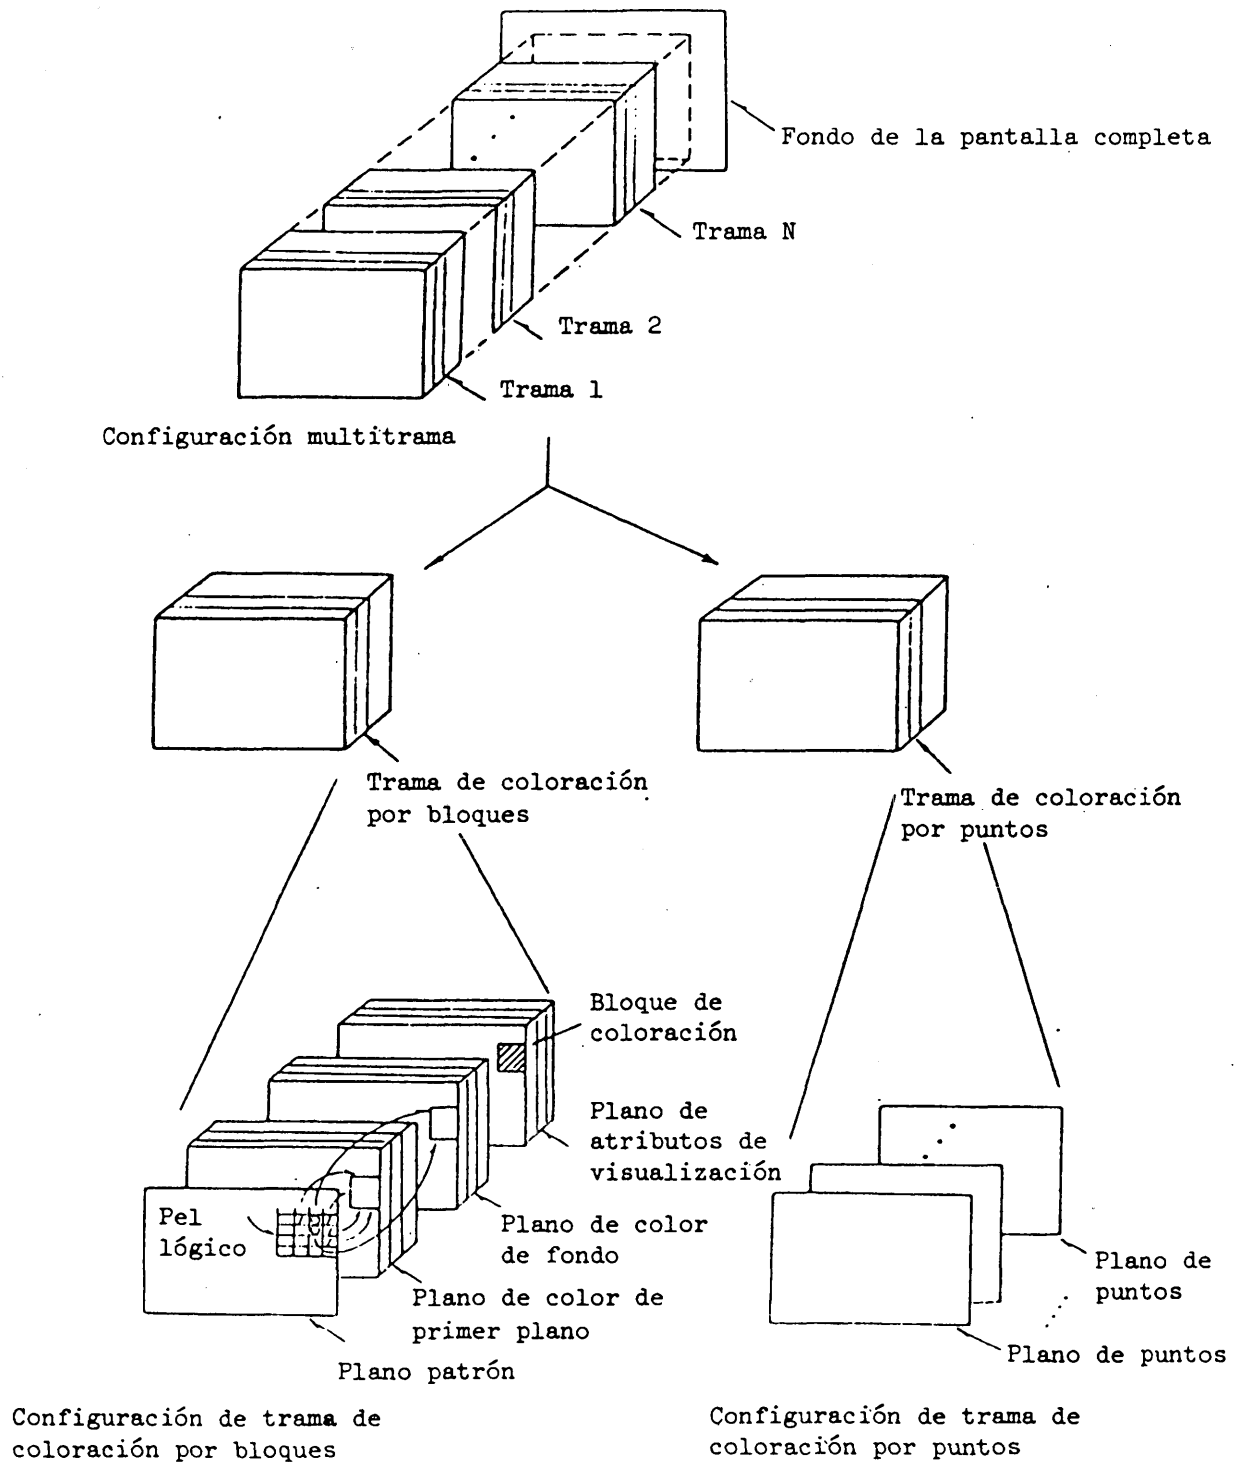 Fondo de la pantalla completa
Trama N
Trama 2
Trama 1
Configuración multitrama
Trama de coloración
por bloques
Trama de coloración
por puntos
Bloque de
coloración
Plano de
atributos de
visualización
Pel
lógico
Plano de color
de fondo
Plano de color de
primer plano
Plano patrón
Plano de
puntos
Plano de puntos
Configuración de trama de
coloración por bloques
Configuración de trama de
coloración por puntos